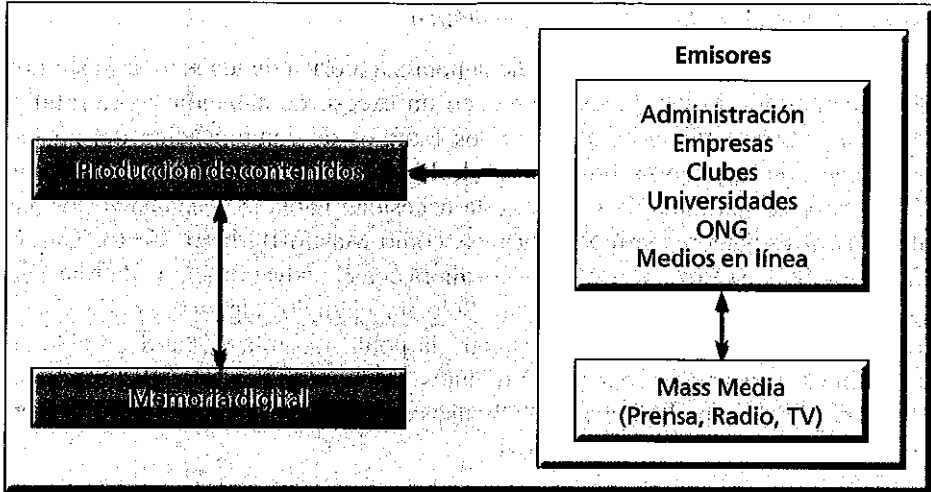 Emisores
Administración
Empresas
Clubes
Universidades
ONG
Medios en línea
Producción de contenidos
Memoria digital
Mass Media
(Prensa, Radio, TV)